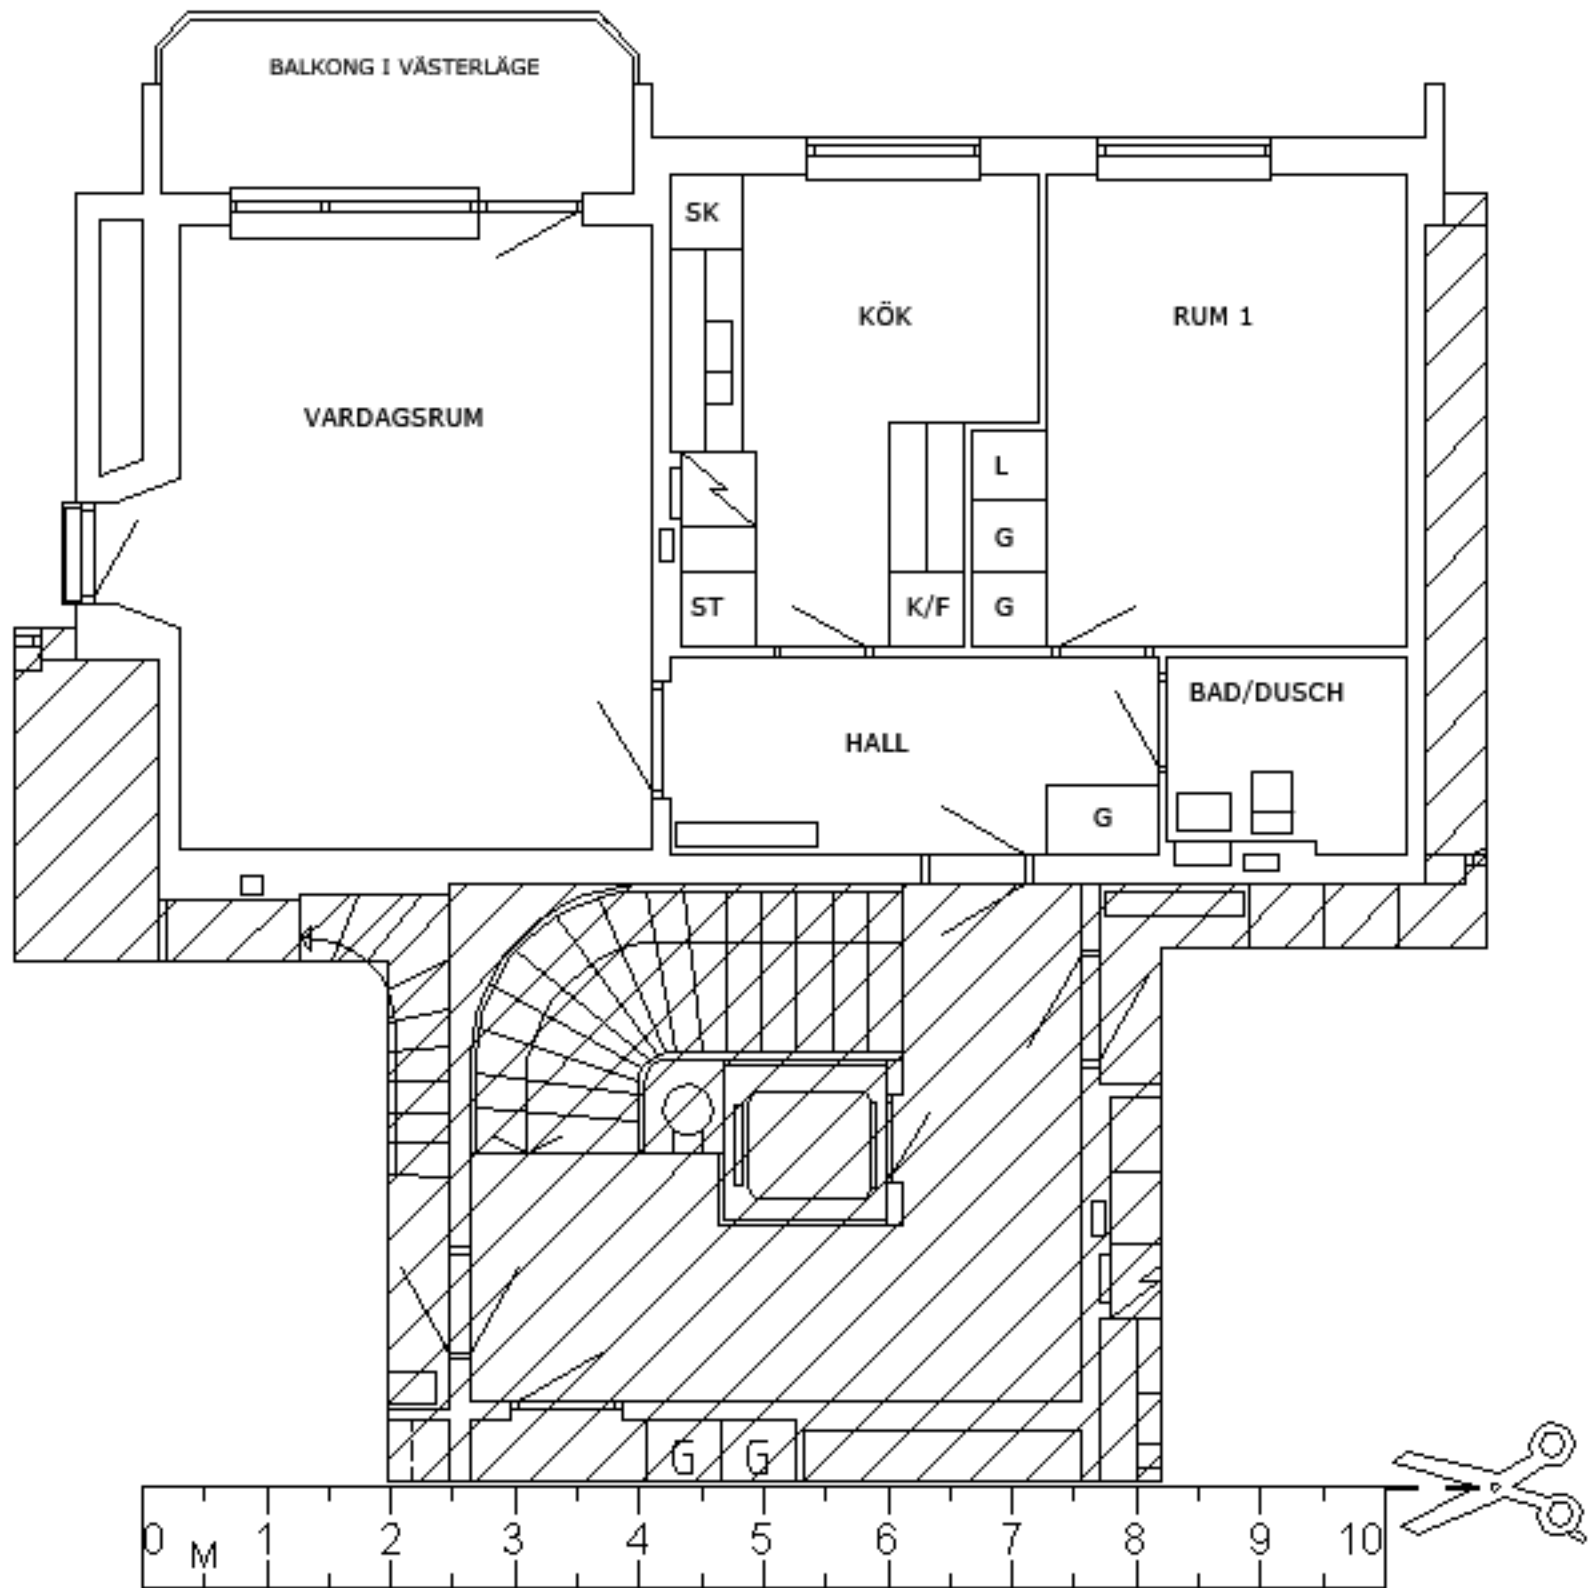 BALKONG I VÄSTERLÄGE
SK
KÖK
RUM 1
VARDAGSRUM
L
G
ST
K/F
G
BAD/DUSCH
HALL
G
G G
0 M 1 2 3 4 5 6 7 8 9 10